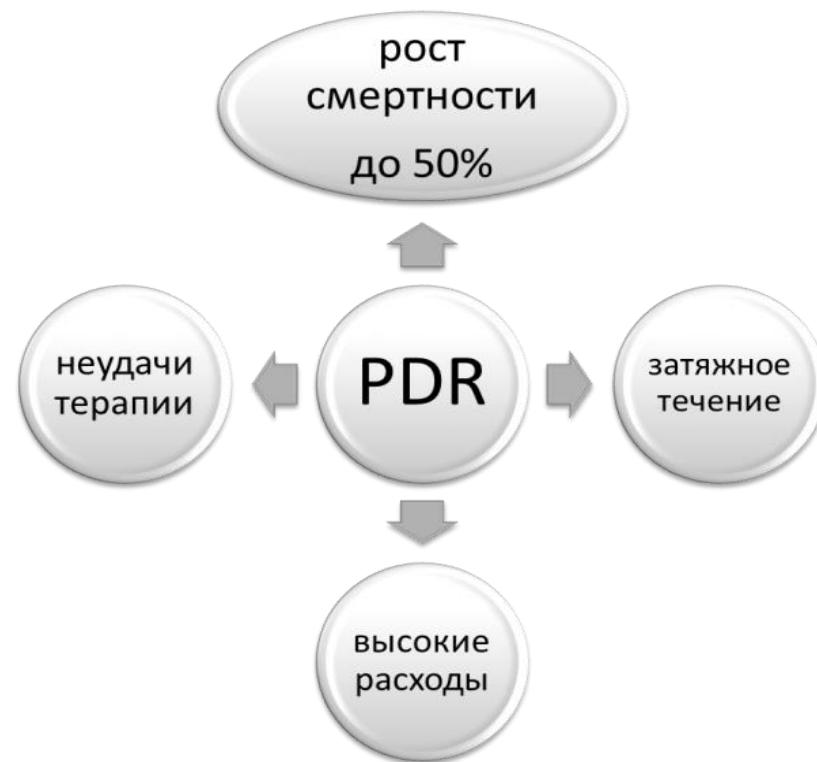 рост
смертности
до 50%
неудачи
терапии
PDR
затяжное
течение
высокие
расходы